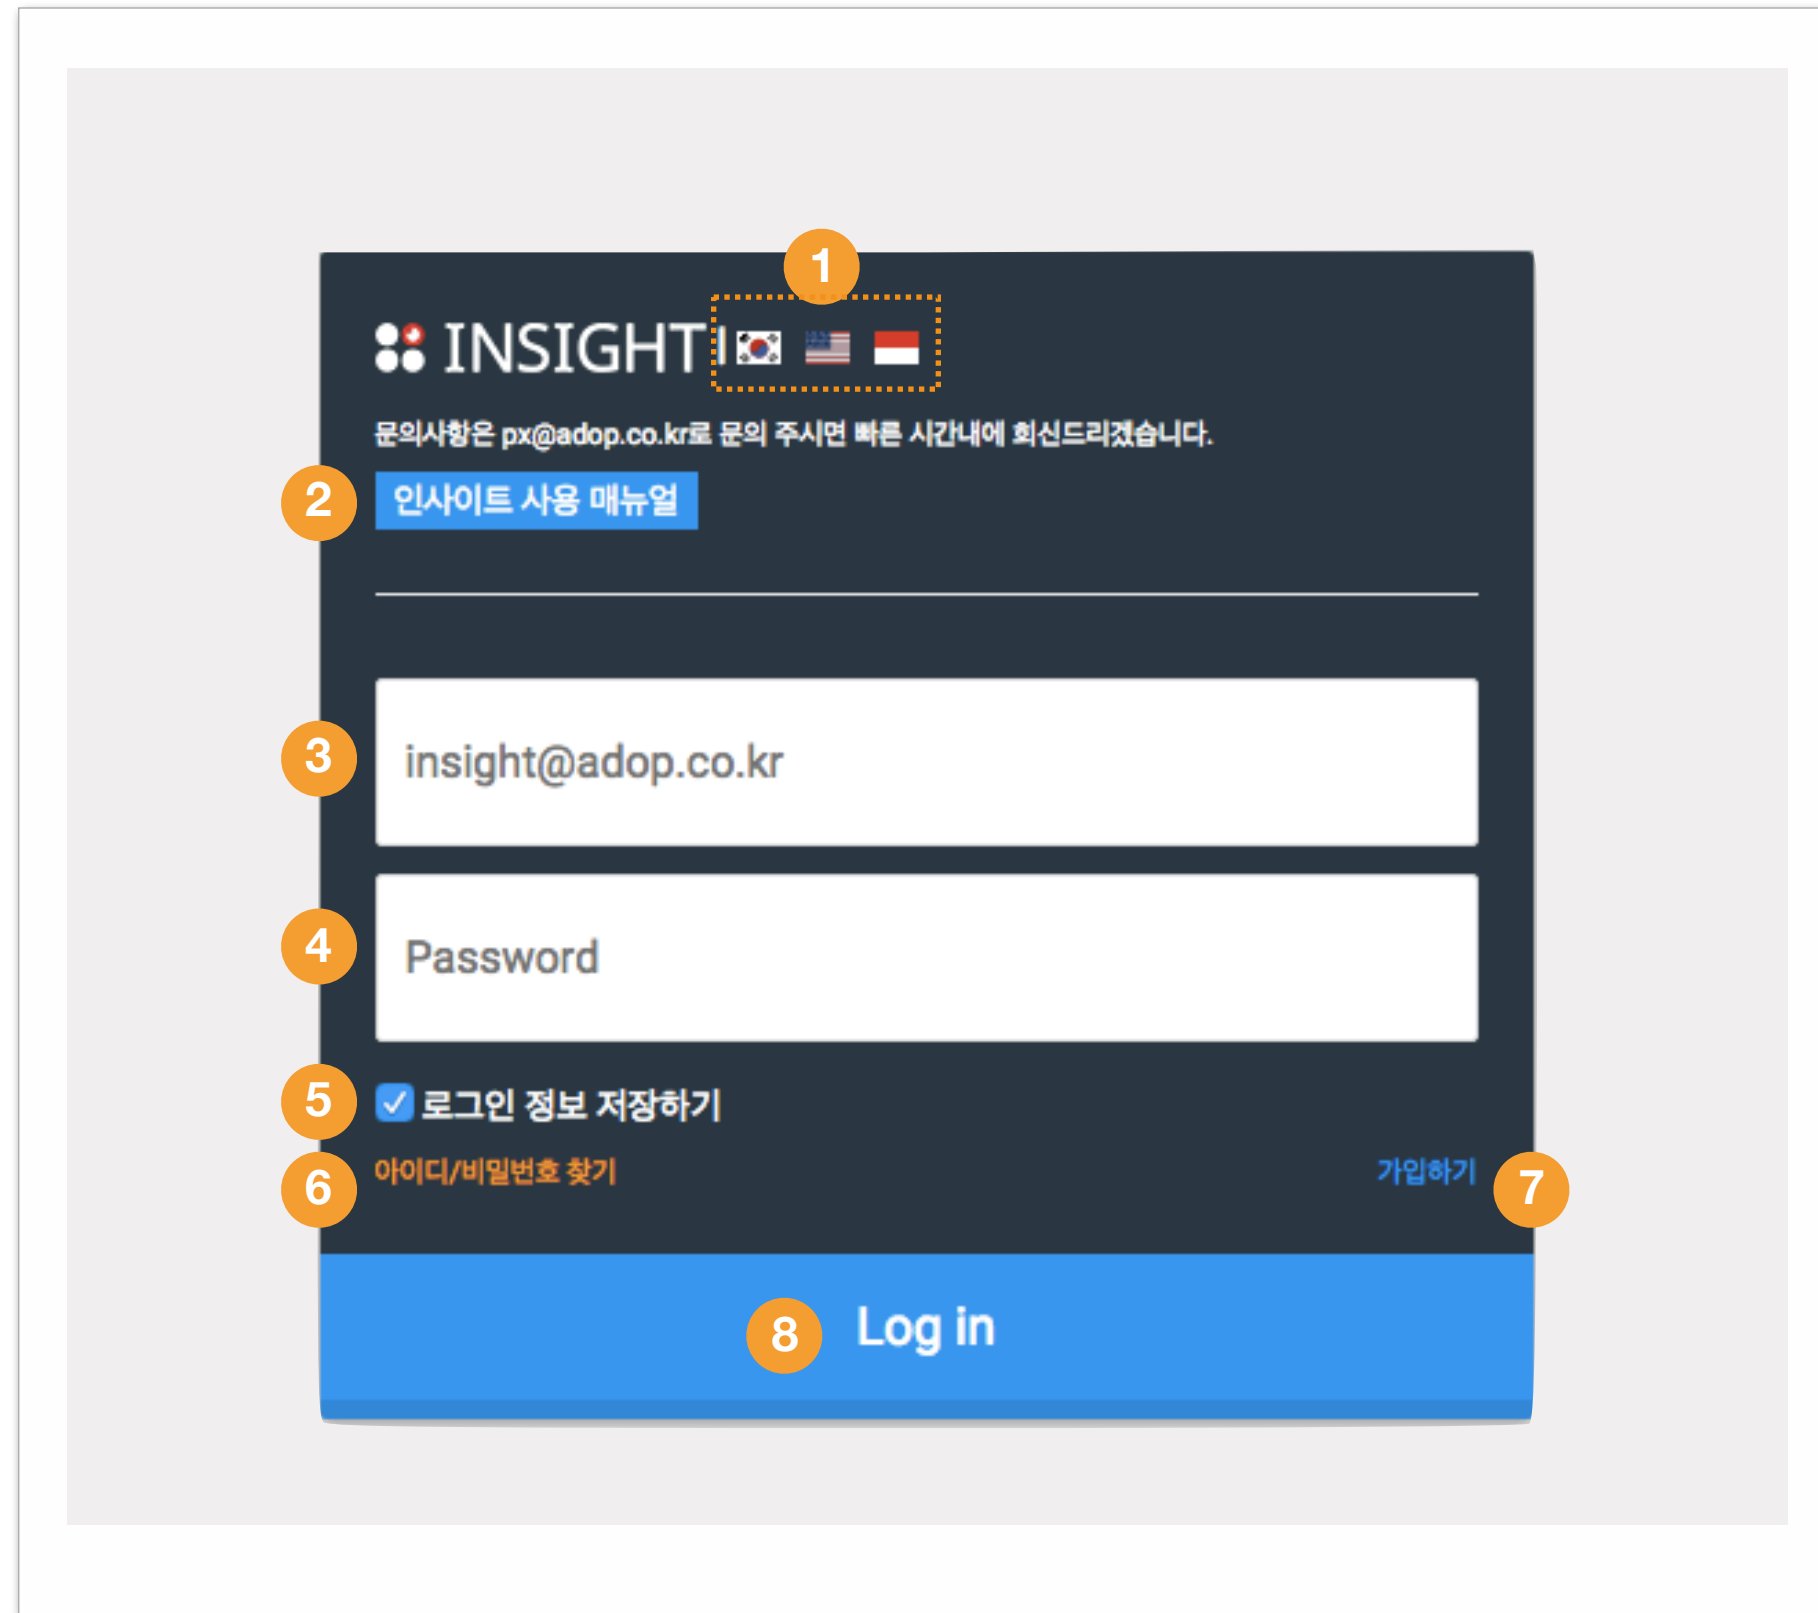 1
INSIGHT
문의사항은 px@adop.co.kr로 문의 주시면 빠른 시간내에 회신드리겠습니다.
2 인사이트 사용 매뉴얼
3 insight@adop.co.kr
4 Password
5 로그인 정보 저장하기
6 아이디/비밀번호 찾기 가입하기 7
8 Log in